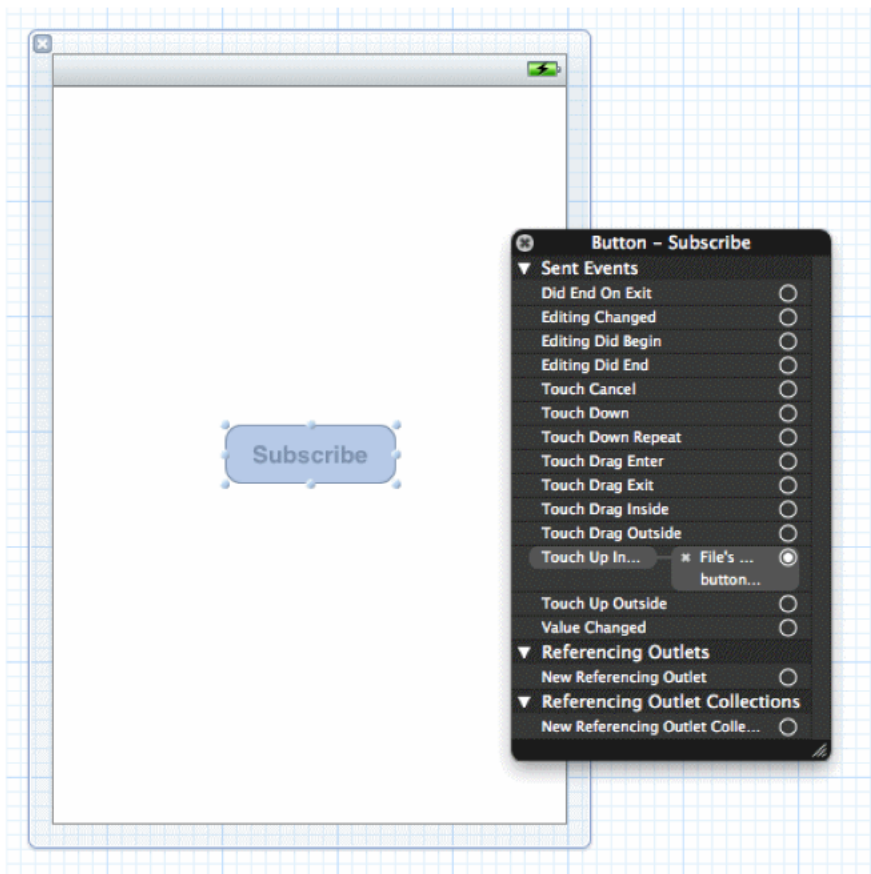 Subscribe
Button – Subscribe
Sent Events
Did End On Exit
Editing Changed
Editing Did Begin
Editing Did End
Touch Cancel
Touch Down
Touch Down Repeat
Touch Drag Enter
Touch Drag Exit
Touch Drag Inside
Touch Drag Outside
Touch Up In... File's ...
button...
Touch Up Outside
Value Changed
Referencing Outlets
New Referencing Outlet
Referencing Outlet Collections
New Referencing Outlet Colle...